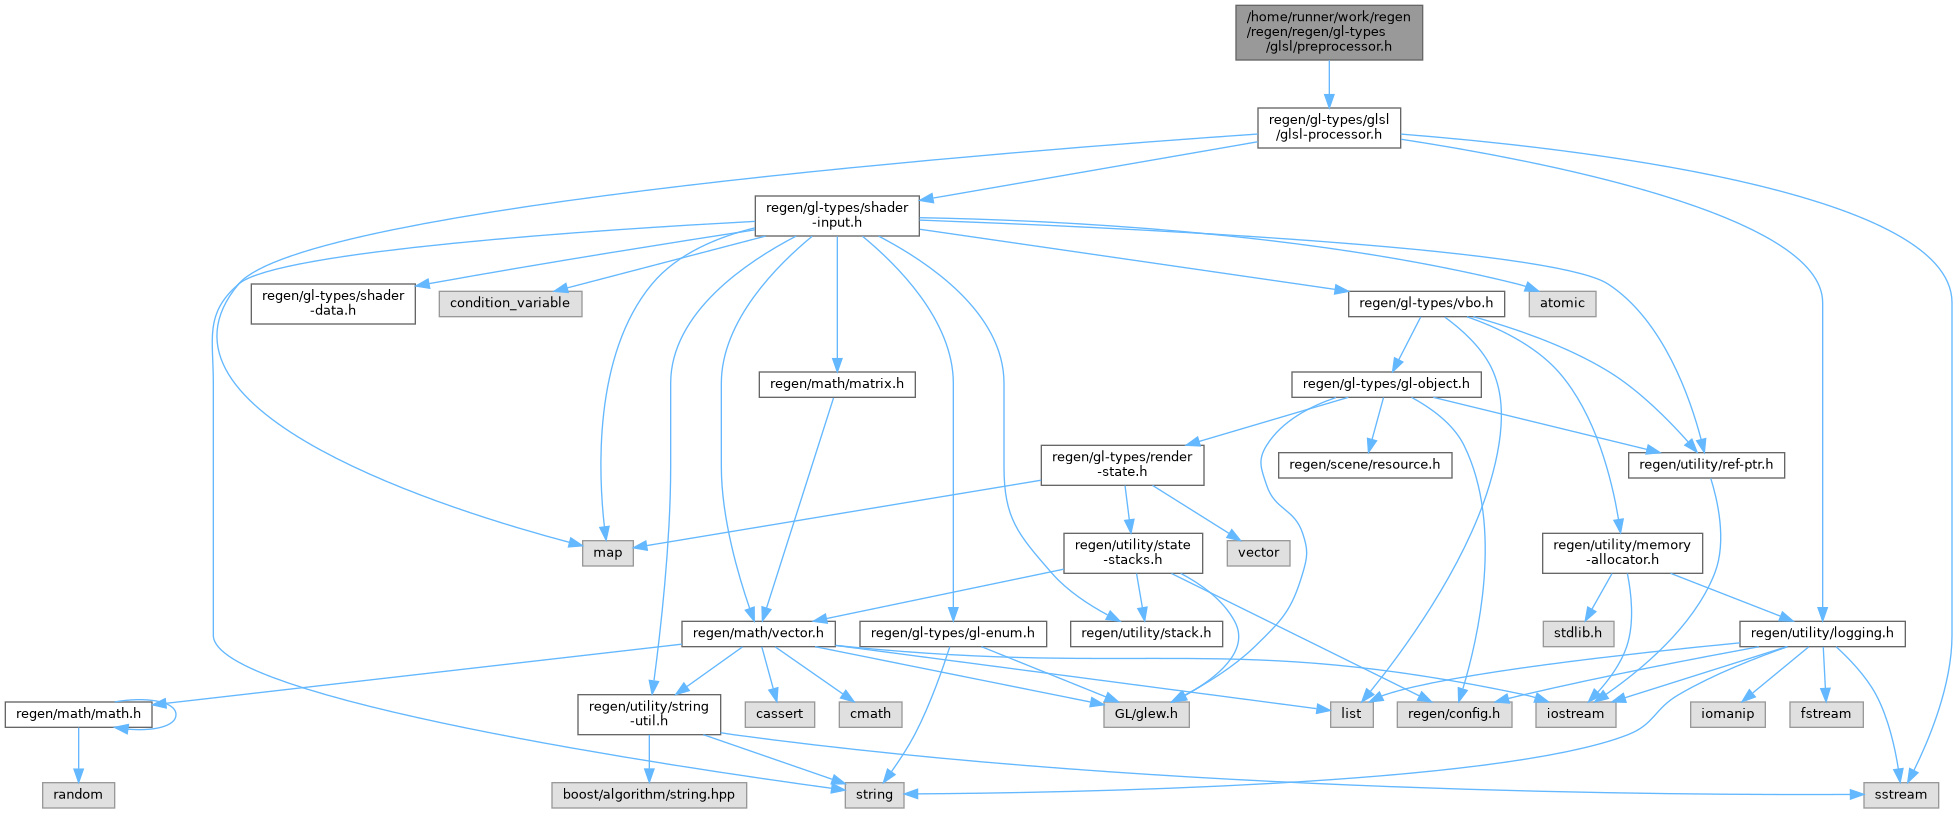 /home/runner/work/regen
/regen/regen/gl-types
/glsl/preprocessor.h
regen/gl-types/glsl
/glsl-processor.h
regen/gl-types/shader
-input.h
regen/gl-types/shader
-data.h
condition_variable
regen/gl-types/vbo.h
atomic
regen/math/matrix.h
regen/gl-types/gl-object.h
regen/gl-types/render
-state.h
regen/scene/resource.h
regen/utility/ref-ptr.h
map
regen/utility/state
-stacks.h
vector
regen/utility/memory
-allocator.h
regen/math/vector.h
regen/gl-types/gl-enum.h
regen/utility/stack.h
stdlib.h
regen/utility/logging.h
regen/math/math.h
regen/utility/string
-util.h
cassert
cmath
GL/glew.h
list
regen/config.h
iostream
iomanip
fstream
random
boost/algorithm/string.hpp
string
sstream